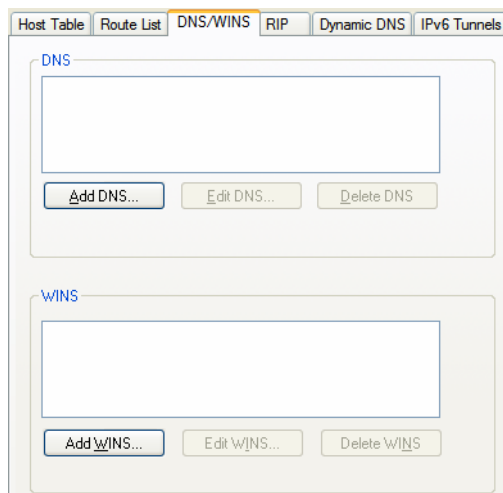 Host Table Route List DNS/WINS RIP Dynamic DNS IPv6 Tunnels
DNS
Add DNS... Edit DNS... Delete DNS
WINS
Add WINS... Edit WINS... Delete WINS